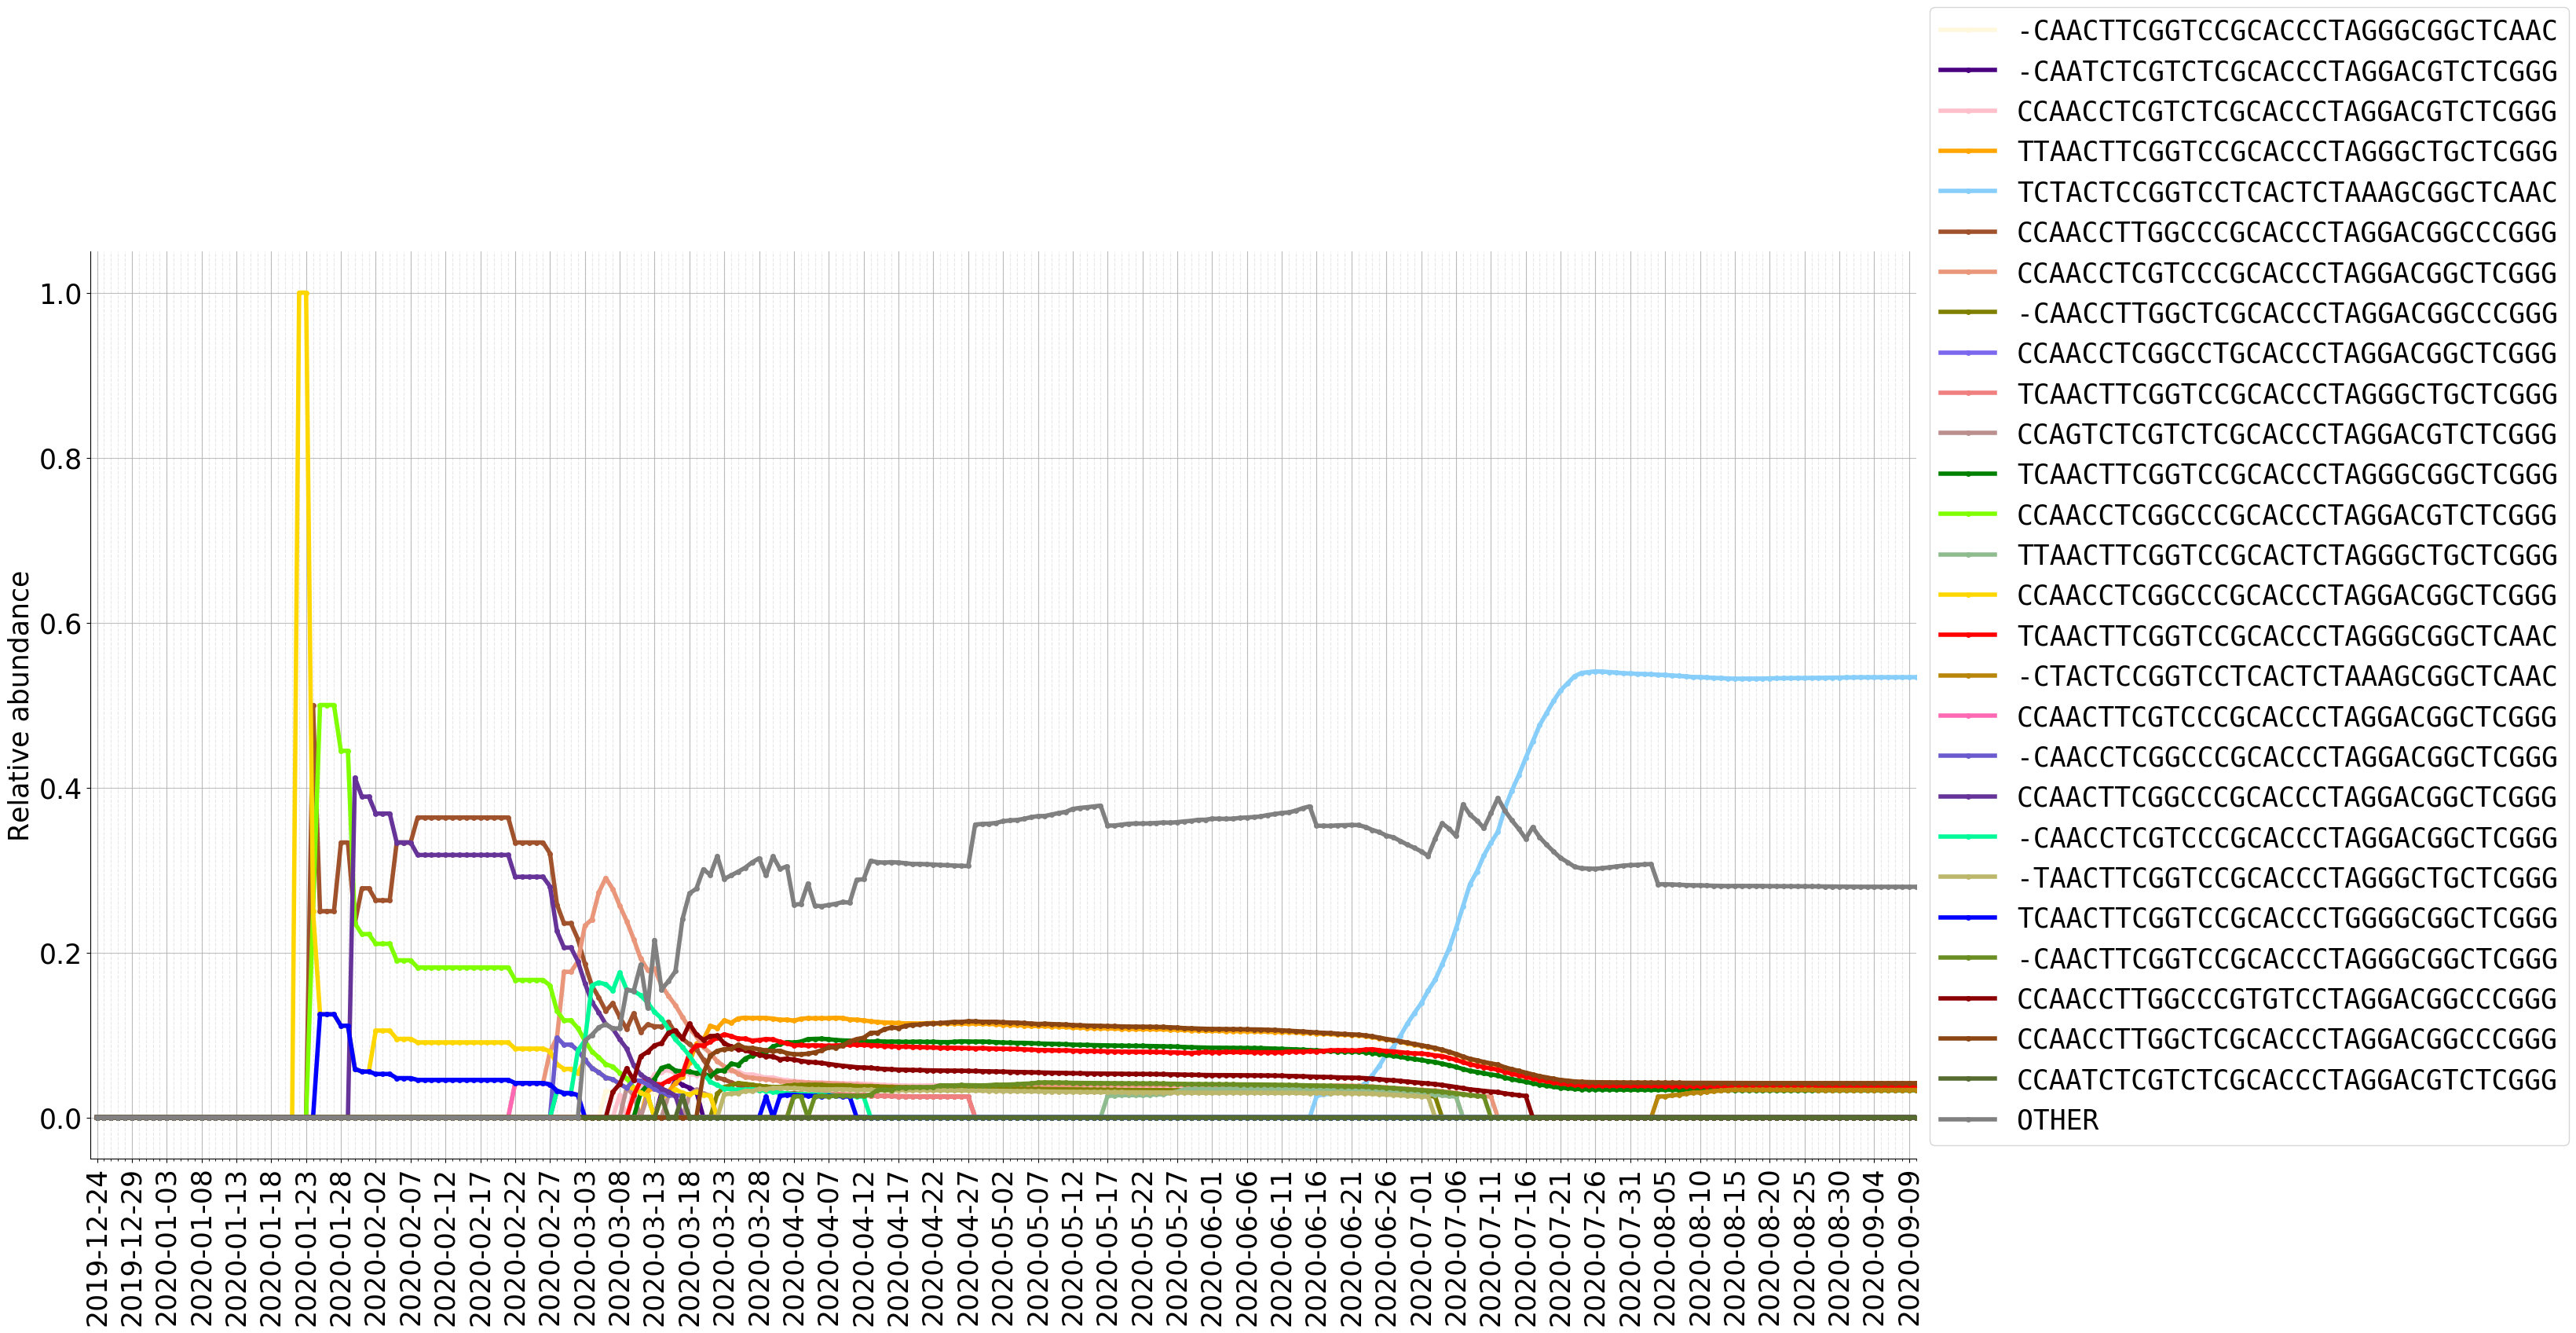 -CAACTTCGGTCCGCACCCTAGGGCGGCTCAAC
-CAATCTCGTCTCGCACCCTAGGACGTCTCGGG
CCAACCTCGTCTCGCACCCTAGGACGTCTCGGG
TTAACTTCGGTCCGCACCCTAGGGCTGCTCGGG
TCTACTCCGGTCCTCACTCTAAAGCGGCTCAAC
CCAACCTTGGCCCGCACCCTAGGACGGCCCGGG
CCAACCTCGTCCCGCACCCTAGGACGGCTCGGG
-CAACCTTGGCTCGCACCCTAGGACGGCCCGGG
CCAACCTCGGCCTGCACCCTAGGACGGCTCGGG
TCAACTTCGGTCCGCACCCTAGGGCTGCTCGGG
CCAGTCTCGTCTCGCACCCTAGGACGTCTCGGG
TCAACTTCGGTCCGCACCCTAGGGCGGCTCGGG
CCAACCTCGGCCCGCACCCTAGGACGTCTCGGG
TTAACTTCGGTCCGCACTCTAGGGCTGCTCGGG
CCAACCTCGGCCCGCACCCTAGGACGGCTCGGG
TCAACTTCGGTCCGCACCCTAGGGCGGCTCAAC
-CTACTCCGGTCCTCACTCTAAAGCGGCTCAAC
CCAACTTCGTCCCGCACCCTAGGACGGCTCGGG
-CAACCTCGGCCCGCACCCTAGGACGGCTCGGG
CCAACTTCGGCCCGCACCCTAGGACGGCTCGGG
-CAACCTCGTCCCGCACCCTAGGACGGCTCGGG
-TAACTTCGGTCCGCACCCTAGGGCTGCTCGGG
TCAACTTCGGTCCGCACCCTGGGGCGGCTCGGG
-CAACTTCGGTCCGCACCCTAGGGCGGCTCGGG
CCAACCTTGGCCCGTGTCCTAGGACGGCCCGGG
CCAACCTTGGCTCGCACCCTAGGACGGCCCGGG
CCAATCTCGTCTCGCACCCTAGGACGTCTCGGG
OTHER
Relative abundance
1.0
0.8
0.6
0.4
0.2
0.0
2019-12-24
2019-12-29
2020-01-03
2020-01-08
2020-01-13
2020-01-18
2020-01-23
2020-01-28
2020-02-02
2020-02-07
2020-02-12
2020-02-17
2020-02-22
2020-02-27
2020-03-03
2020-03-08
2020-03-13
2020-03-18
2020-03-23
2020-03-28
2020-04-02
2020-04-07
2020-04-12
2020-04-17
2020-04-22
2020-04-27
2020-05-02
2020-05-07
2020-05-12
2020-05-17
2020-05-22
2020-05-27
2020-06-01
2020-06-06
2020-06-11
2020-06-16
2020-06-21
2020-06-26
2020-07-01
2020-07-06
2020-07-11
2020-07-16
2020-07-21
2020-07-26
2020-07-31
2020-08-05
2020-08-10
2020-08-15
2020-08-20
2020-08-25
2020-08-30
2020-09-04
2020-09-09